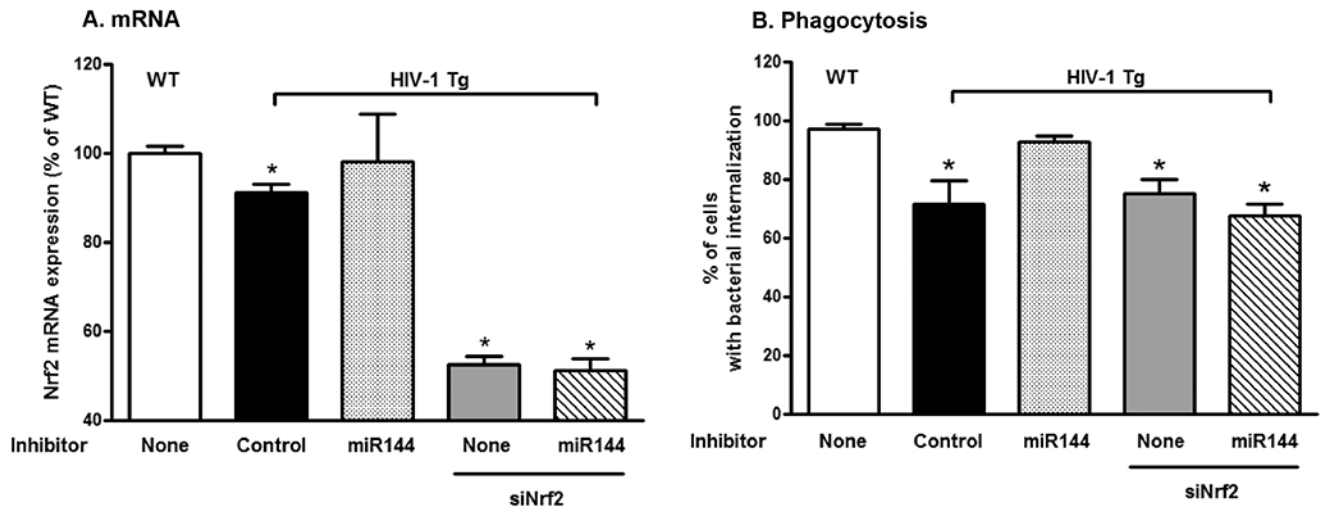 A. mRNA
Nrf2 mRNA expression (% of WT)
120
100
80
60
40
WT
HIV-1 Tg
*
*
*
Inhibitor None Control miR144 None miR144
siNrf2
B. Phagocytosis
% of cells
with bacterial internalization
120
100
80
60
40
20
0
WT
HIV-1 Tg
*
*
*
Inhibitor None Control miR144 None miR144
siNrf2